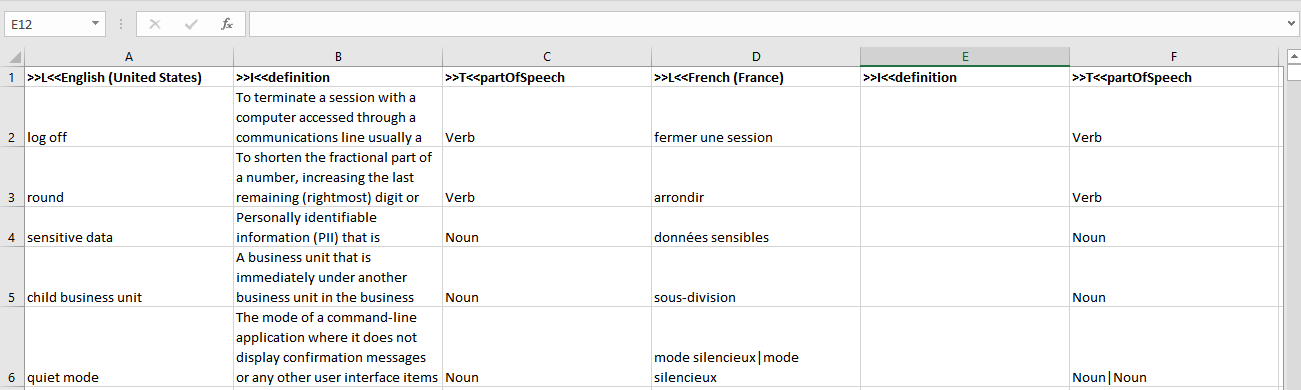 E12 fx
A B C D E F
1 >>L<<English (United States) >>I<<definition >>T<<partOfSpeech >>L<<French (France) >>I<<definition >>T<<partOfSpeech
To terminate a session with a
computer accessed through a
2 log off communications line usually a Verb fermer une session Verb
To shorten the fractional part of
a number, increasing the last
3 round remaining (rightmost) digit or Verb arrondir Verb
Personally identifiable
4 sensitive data information (PII) that is Noun données sensibles Noun
A business unit that is
immediately under another
5 child business unit business unit in the business Noun sous-division Noun
The mode of a command-line
application where it does not
display confirmation messages mode silencieux|mode
6 quiet mode or any other user interface items Noun silencieux Noun|Noun